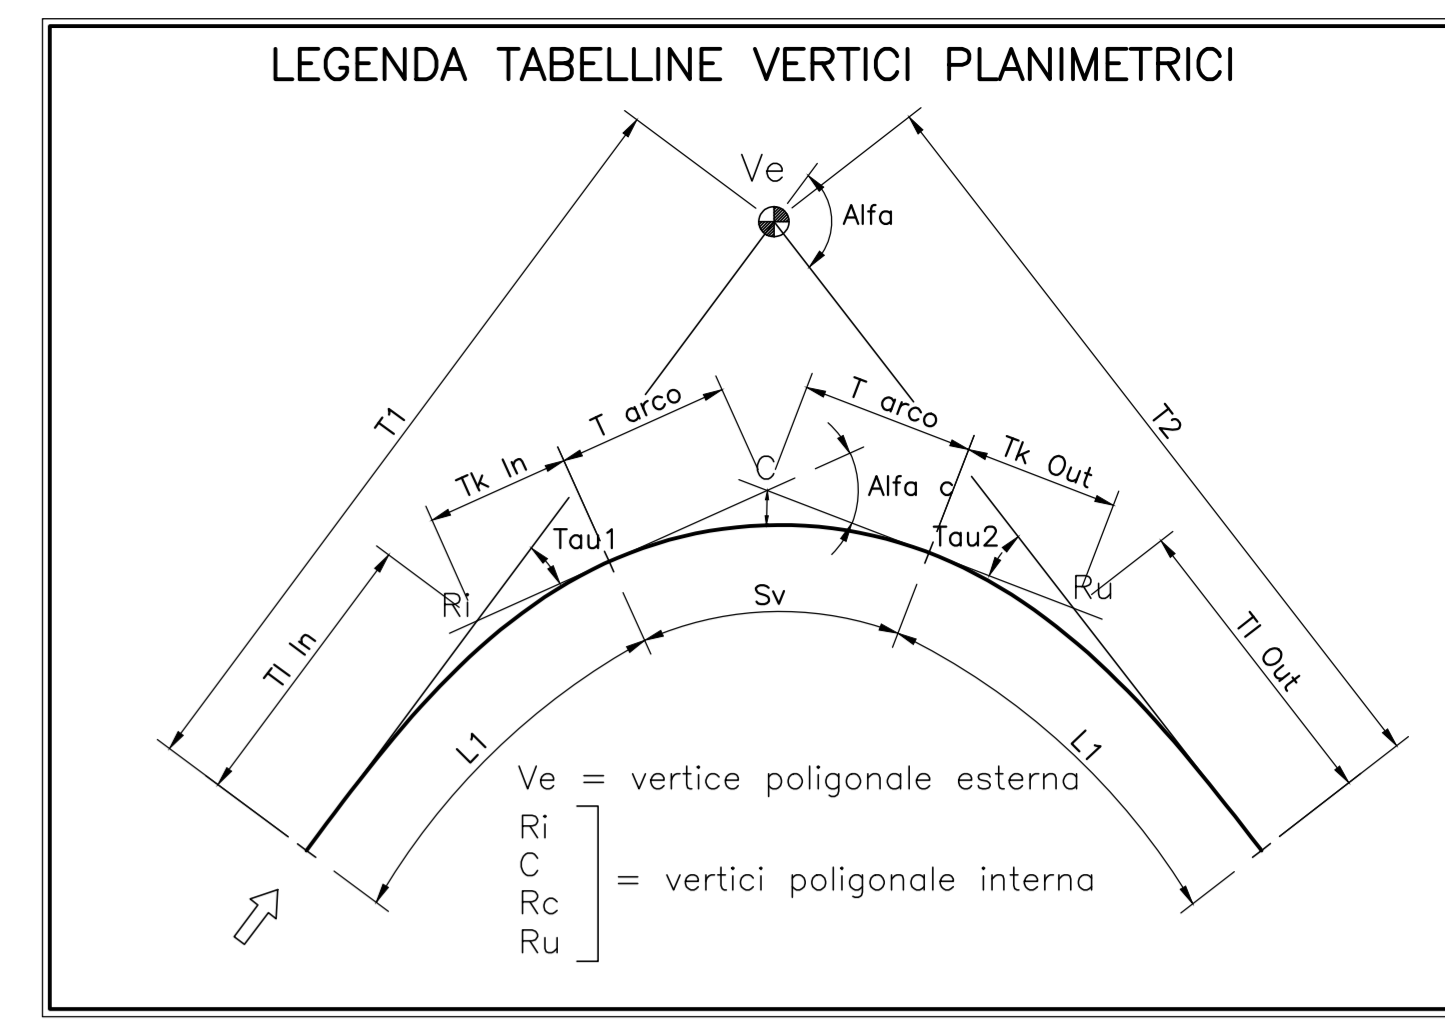 LEGENDA TABELLINE VERTICI PLANIMETRICI
Ve
Alfa
T1
T arco
T arco
T2
Tk In
C
Tk Out
Alfa c
Tau1
Tau2
Ri
Ru
Sv
Tl In
Tl Out
L1
L1
Ve = vertice poligonale esterna
Ri
C
= vertici poligonale interna
Rc
Ru